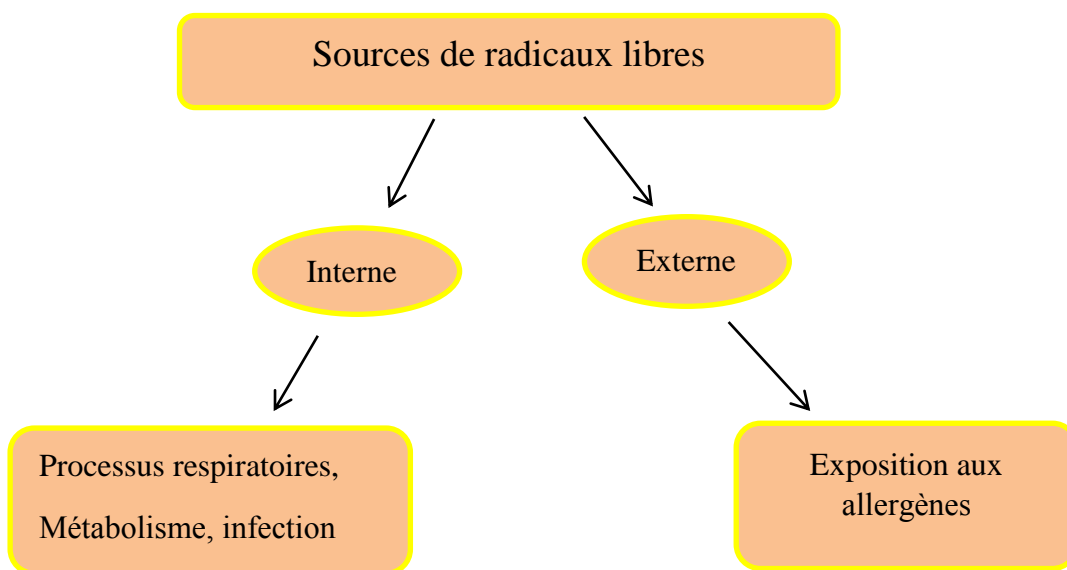 Sources de radicaux libres
Interne
Externe
Processus respiratoires,
Métabolisme, infection
Exposition aux
allergènes